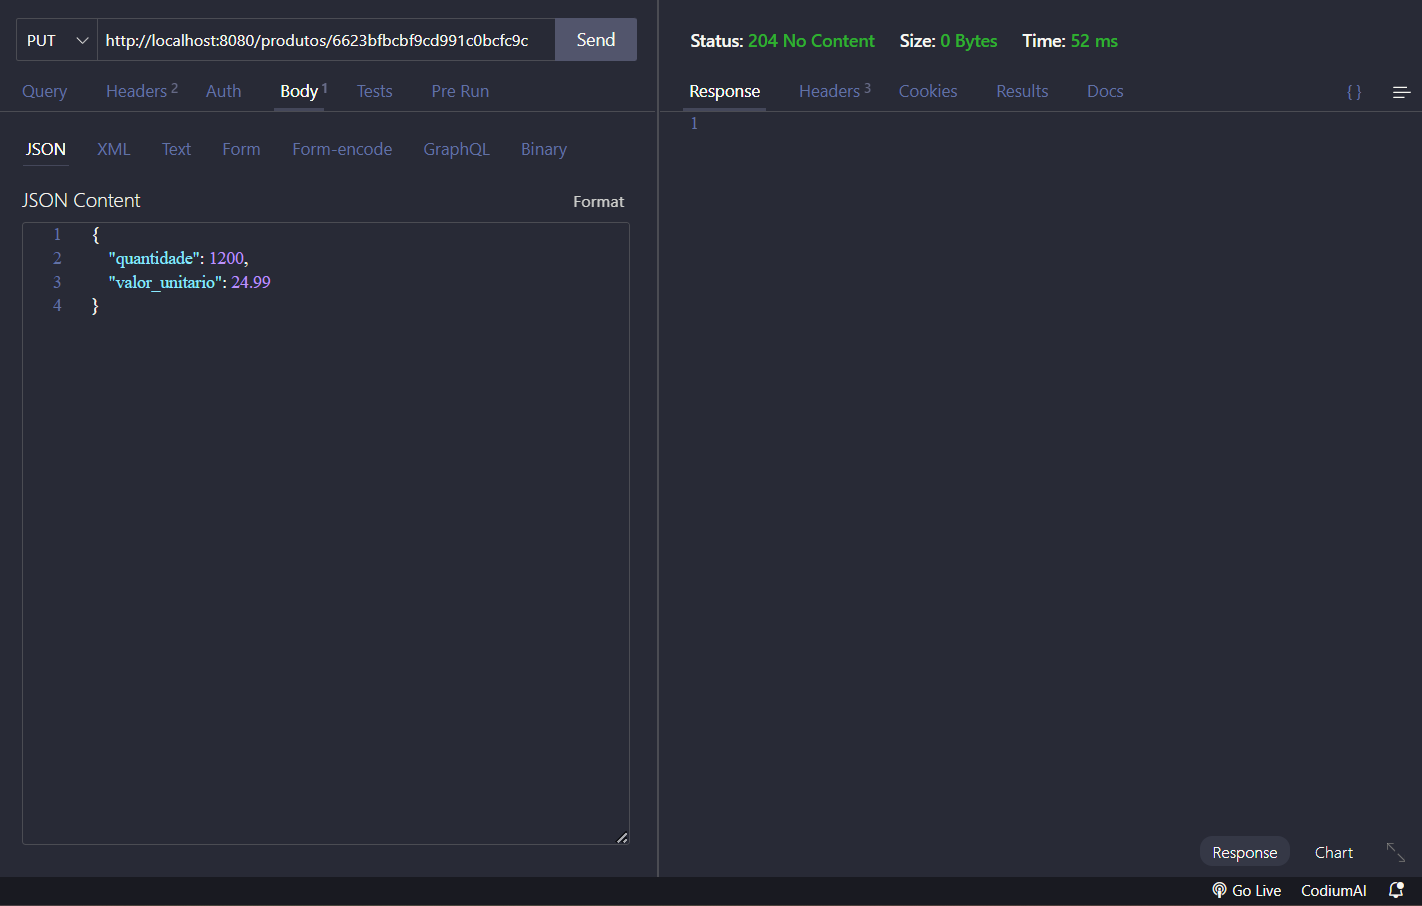 PUT http://localhost:8080/produtos/6623bfbcbf9cd991c0bcfc9c Send
Query Headers 2 Auth Body 1 Tests Pre Run
JSON XML Text Form Form-encode GraphQL Binary
JSON Content Format
1 {
2 "quantidade": 1200,
3 "valor_unitario": 24.99
4 }
Status: 204 No Content Size: 0 Bytes Time: 52 ms
Response Headers 3 Cookies Results Docs { }
1
Response Chart
Go Live CodiumAI